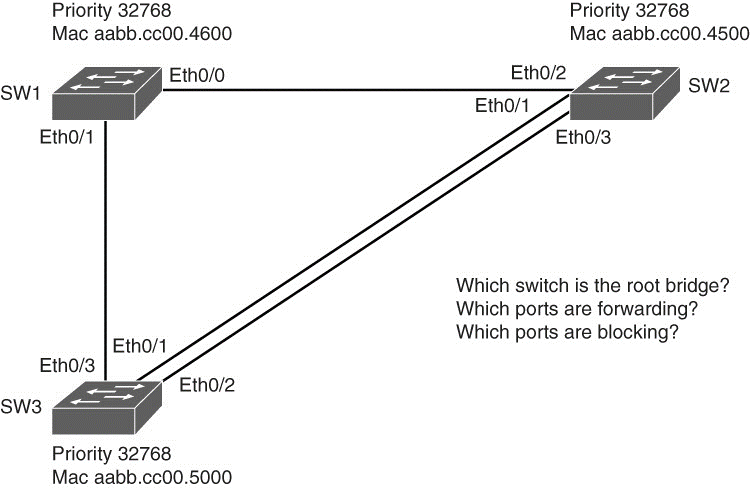 Priority 32768
Mac aabb.cc00.4600
Priority 32768
Mac aabb.cc00.4500
SW1
Eth0/0
Eth0/2
SW2
Eth0/1
Eth0/1
Eth0/3
Which switch is the root bridge?
Which ports are forwarding?
Which ports are blocking?
Eth0/1
Eth0/3
Eth0/2
SW3
Priority 32768
Mac aabb.cc00.5000